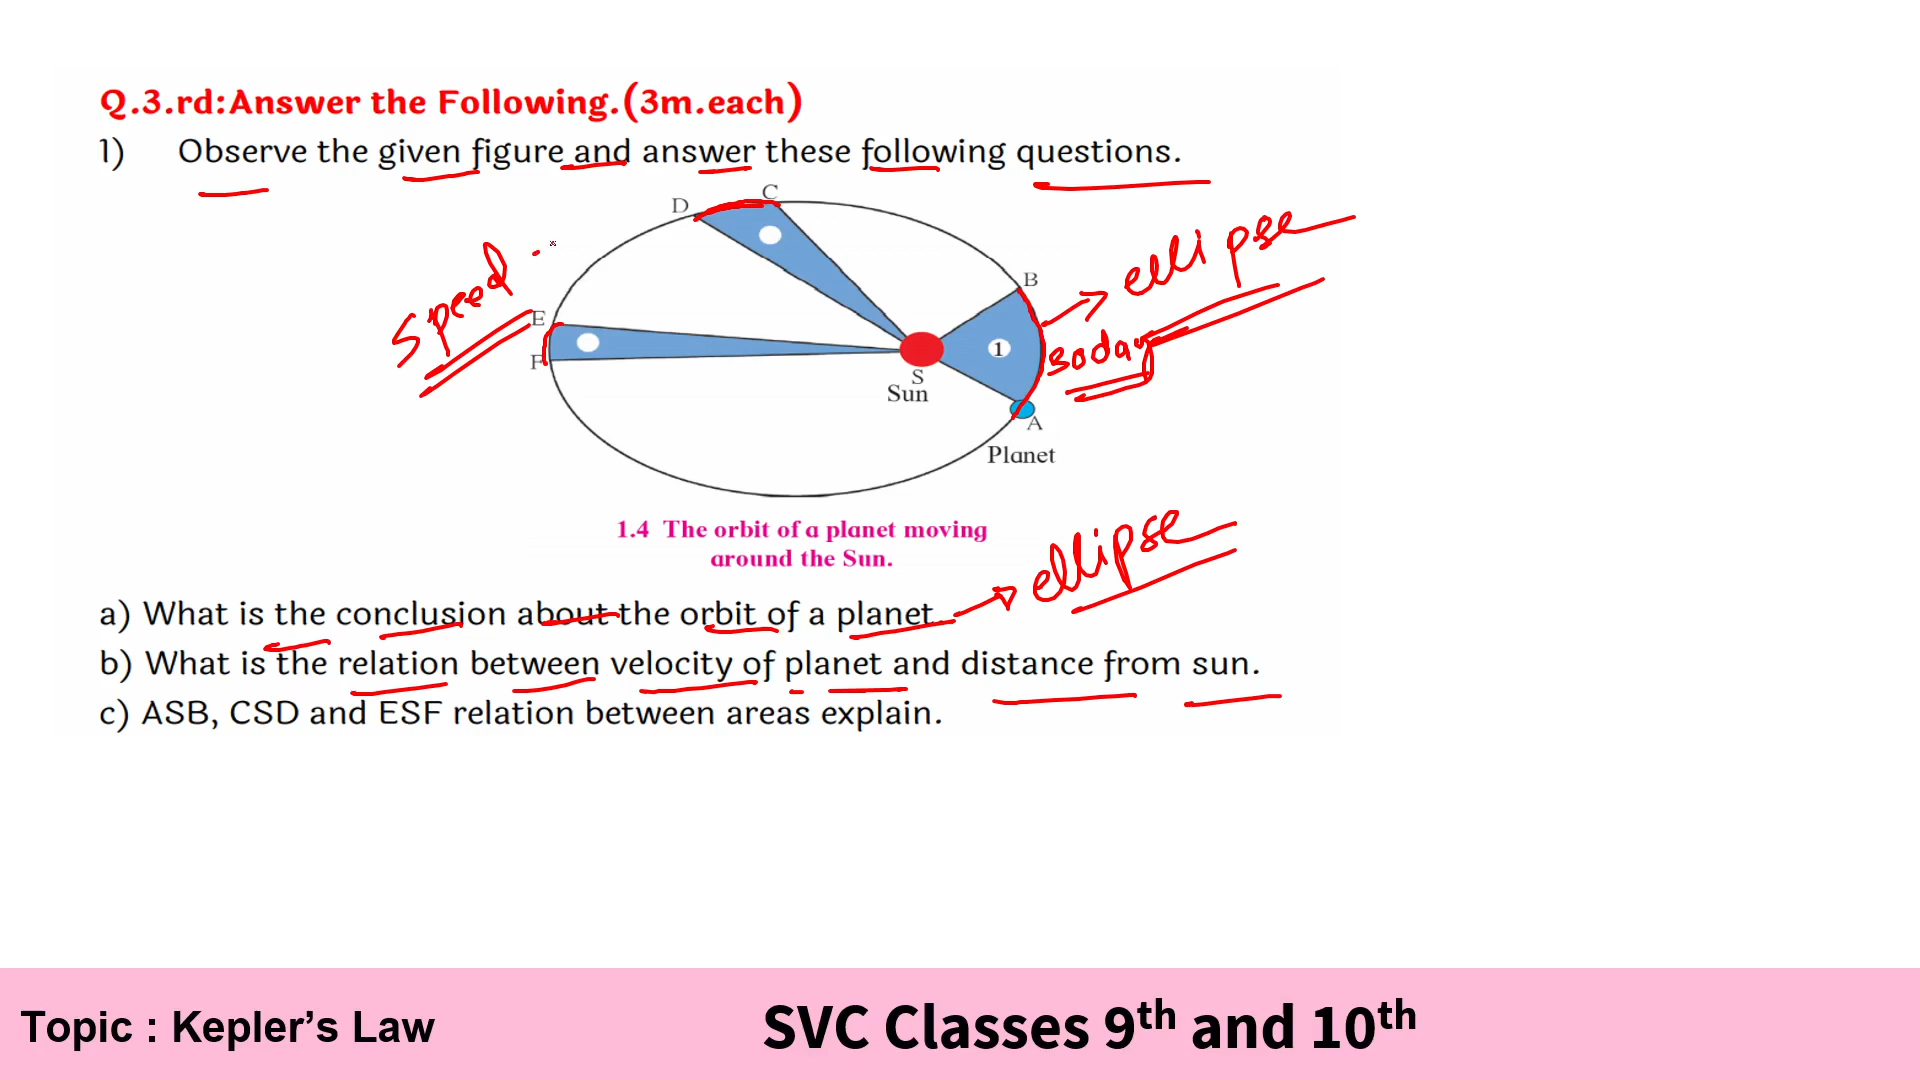 Q.3.rd:Answer the Following.(3m.each)
1) Observe the given figure and answer these following questions.
D C
B
ellipse
speed
E
1
30days
F
S
Sun
A
Planet
1.4 The orbit of a planet moving
around the Sun.
ellipse
a) What is the conclusion about the orbit of a planet.
b) What is the relation between velocity of planet and distance from sun.
c) ASB, CSD and ESF relation between areas explain.
Topic : Kepler's Law
SVC Classes 9th and 10th